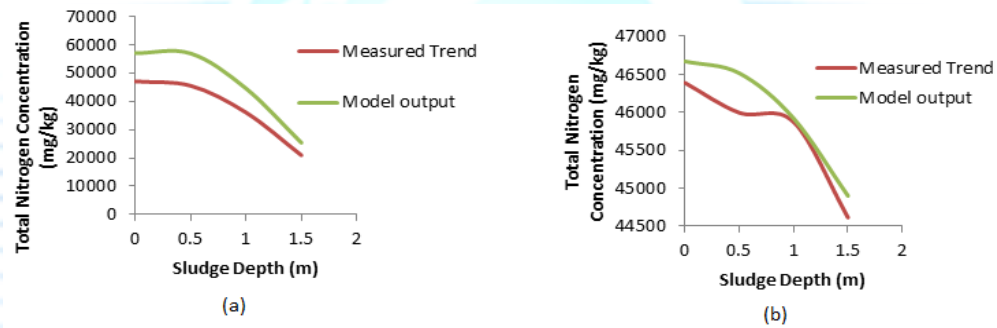 Total Nitrogen Concentration
(mg/kg)
70000
60000
50000
40000
30000
20000
10000
0
0 0.5 1 1.5 2
Sludge Depth (m)
Measured Trend
Model output
(a)
Total Nitrogen
Concentration (mg/kg)
47000
46500
46000
45500
45000
44500
0 0.5 1 1.5 2
Sludge Depth (m)
Measured Trend
Model output
(b)